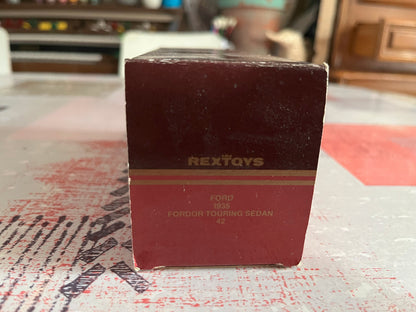 REXTOYS
FORD
1935
FORDOR TOURING SEDAN
42